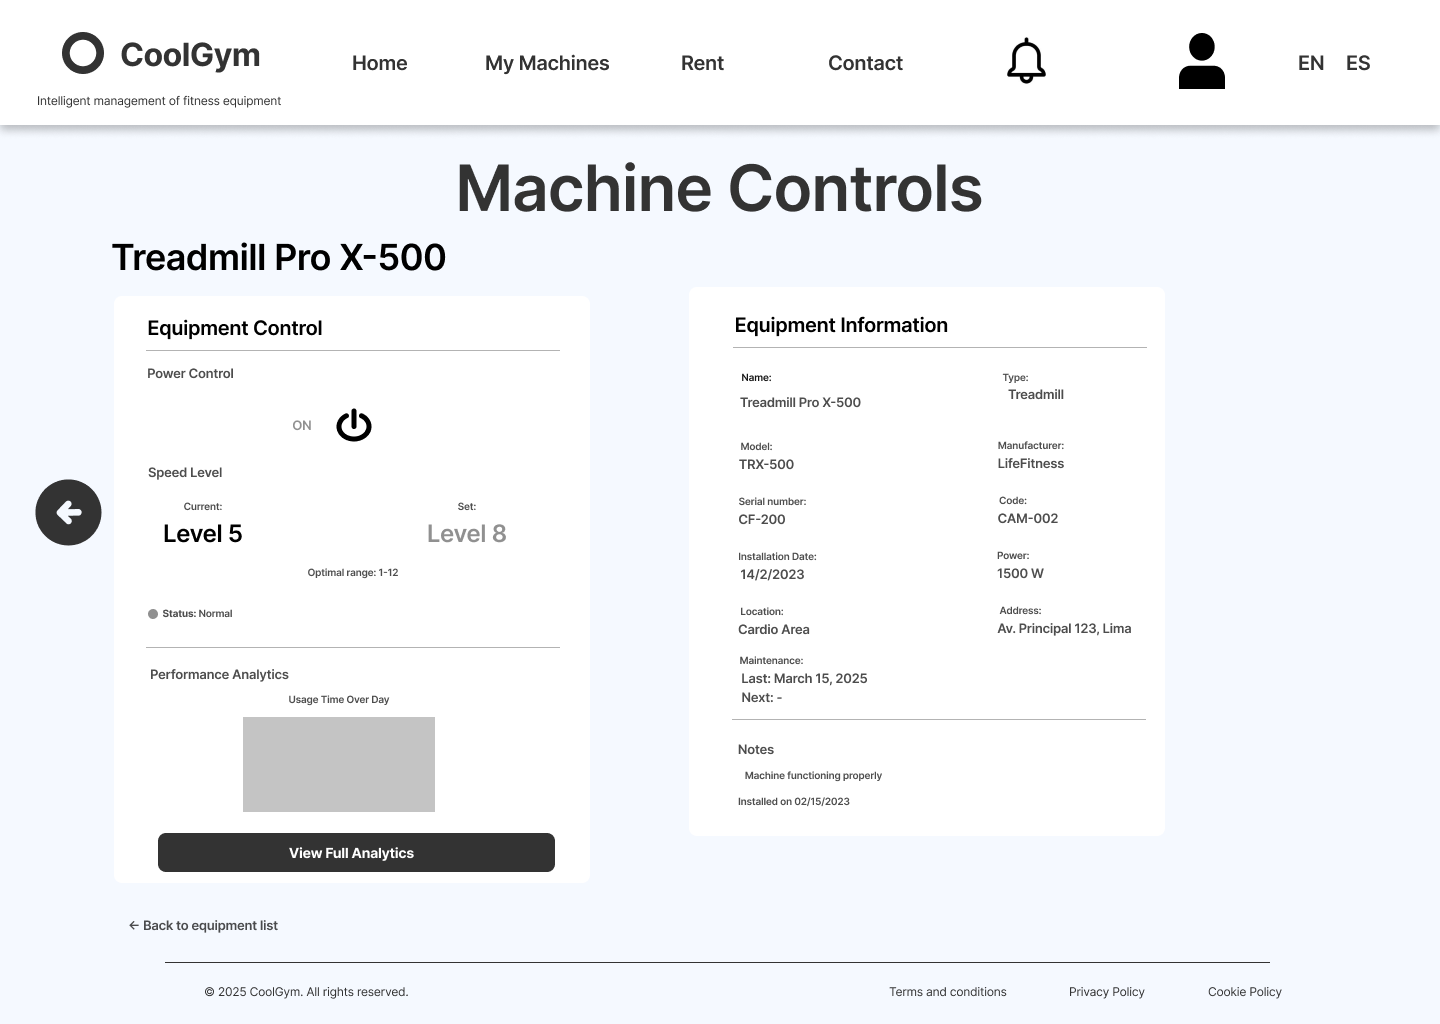 CoolGym
Intelligent management of fitness equipment
Home
My Machines
Rent
Contact
EN
ES
Machine Controls
Treadmill Pro X-500
Equipment Control
Power Control
ON
Speed Level
Current:
Set:
Level 5
Level 8
Optimal range: 1-12
Status: Normal
Performance Analytics
Usage Time Over Day
View Full Analytics
Equipment Information
Name:
Treadmill Pro X-500
Type:
Treadmill
Model:
TRX-500
Manufacturer:
LifeFitness
Serial number:
CF-200
Code:
CAM-002
Installation Date:
14/2/2023
Power:
1500 W
Location:
Cardio Area
Address:
Av. Principal 123, Lima
Maintenance:
Last: March 15, 2025
Next: -
Notes
Machine functioning properly
Installed on 02/15/2023
← Back to equipment list
© 2025 CoolGym. All rights reserved.
Terms and conditions
Privacy Policy
Cookie Policy